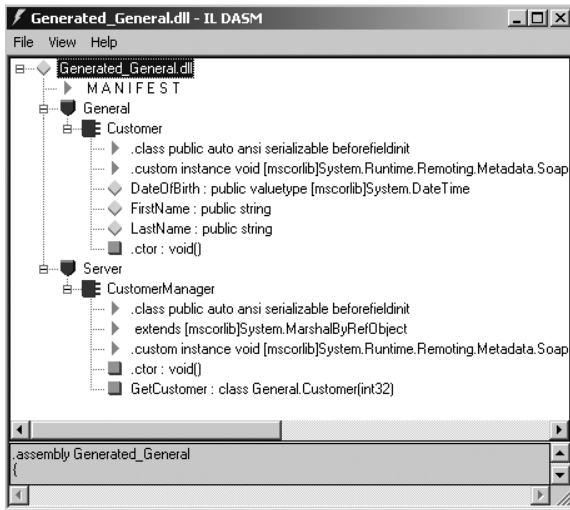 Generated_General.dll - IL DASM
File View Help
Generated_General.dll
MANIFEST
General
Customer
.class public auto ansi serializable beforefieldinit
.custom instance void [mscorlib]System.Runtime.Remoting.Metadata.Soap
DateOfBirth : public valuetype [mscorlib]System.DateTime
FirstName : public string
LastName : public string
.ctor : void()
Server
CustomerManager
.class public auto ansi serializable beforefieldinit
extends [mscorlib]System.MarshalByRefObject
.custom instance void [mscorlib]System.Runtime.Remoting.Metadata.Soap
.ctor : void()
GetCustomer : class General.Customer(int32)
.assembly Generated_General
{